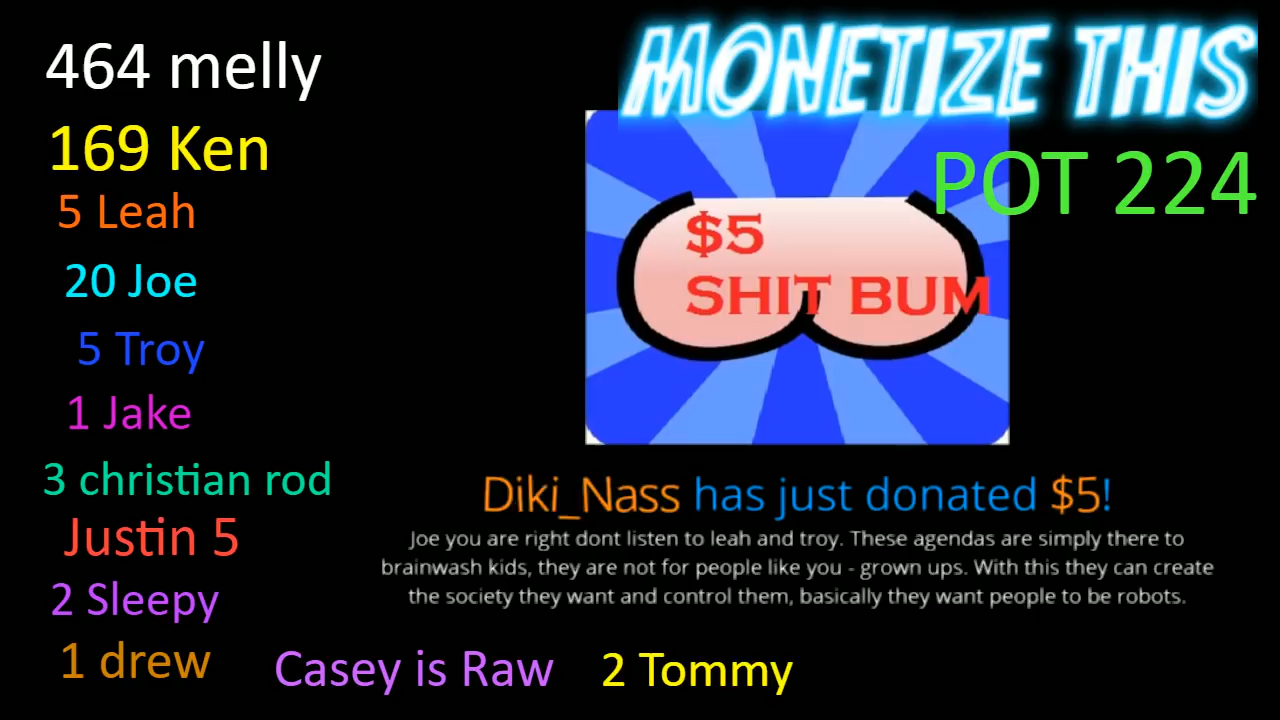 464 melly
169 Ken
5 Leah
20 Joe
5 Troy
1 Jake
3 christian rod
Justin 5
2 Sleepy
1 drew
Casey is Raw
2 Tommy
MONETIZE THIS
POT 224
$5
SHIT BUM
Diki_Nass has just donated $5!
Joe you are right dont listen to leah and troy. These agendas are simply there to
brainwash kids, they are not for people like you - grown ups. With this they can create
the society they want and control them, basically they want people to be robots.